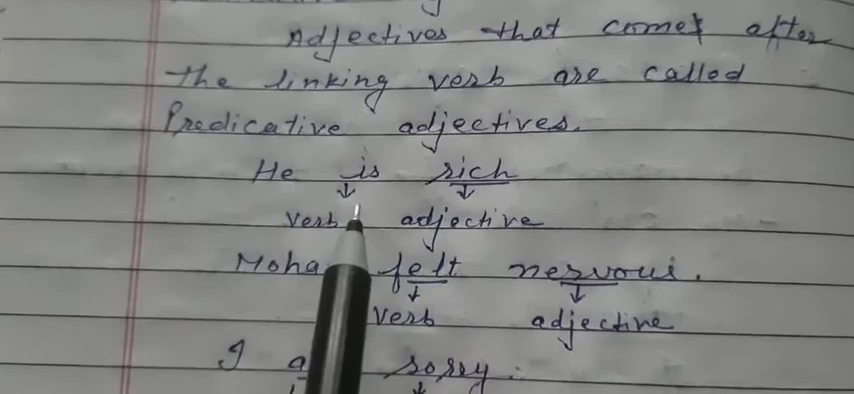 Adjectives that comes after
the linking verb are called
Predicative adjectives.
He is rich
verb adjective
felt nervous.
verb adjective
I sorry.